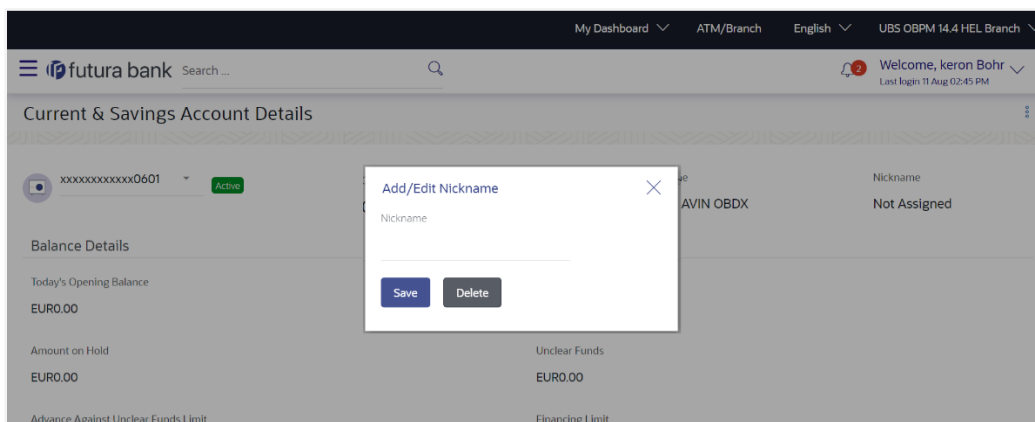 My Dashboard ATM/Branch English UBS OBPM 14.4 HEL Branch
futura bank Search ... 2 Welcome, keron Bohr
Last login 11 Aug 02:45 PM
Current & Savings Account Details
xxxxxxxxxxxx0601 Active
Add/Edit Nickname
Nickname
Save Delete
AVIN OBDX
Nickname
Not Assigned
Balance Details
Today's Opening Balance
EUR0.00
Amount on Hold
EUR0.00
Unclear Funds
EUR0.00
Advance Against Unclear Funds Limit
Financing Limit